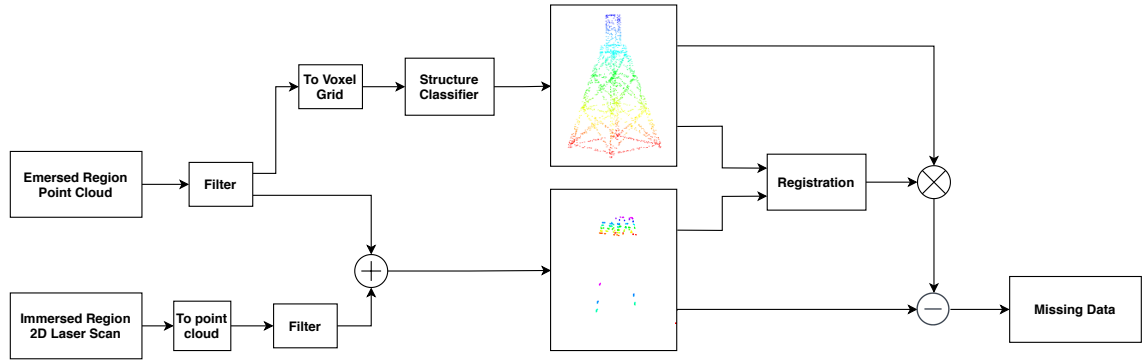 To Voxel
Grid
Structure
Classifier
Emersed Region
Point Cloud
Filter
Registration
Immersed Region
2D Laser Scan
To point
cloud
Filter
Missing Data